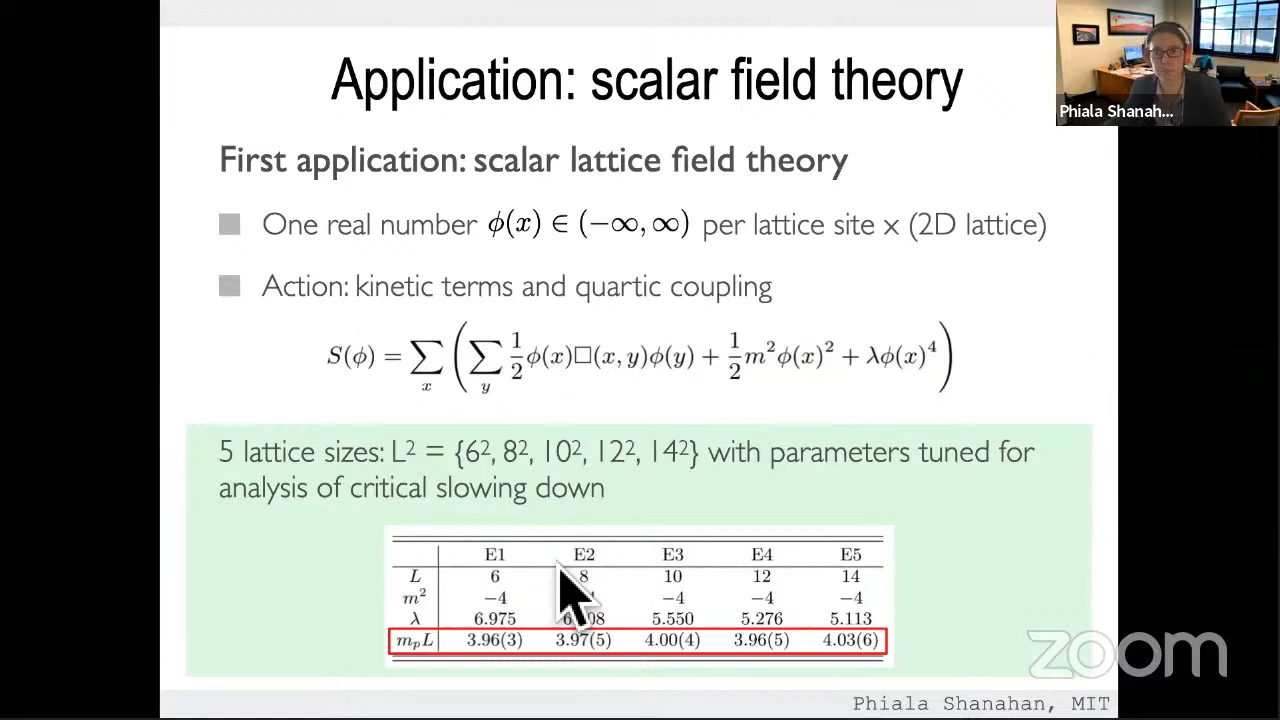 Application: scalar field theory
Phiala Shanah...
First application: scalar lattice field theory
One real number ϕ(x) ∈ (−∞, ∞) per lattice site x (2D lattice)
Action: kinetic terms and quartic coupling
S(ϕ) = ∑ₓ ( ∑ᵧ 1/2 ϕ(x)□(x, y)ϕ(y) + 1/2 m²ϕ(x)² + λϕ(x)⁴ )
5 lattice sizes: L² = {6², 8², 10², 12², 14²} with parameters tuned for
analysis of critical slowing down
E1 E2 E3 E4 E5
L 6 8 10 12 14
m² −4 −4 −4 −4
λ 6.975 5.550 5.276 5.113
mₚL 3.96(3) 3.97(5) 4.00(4) 3.96(5) 4.03(6)
zoom
Phiala Shanahan, MIT